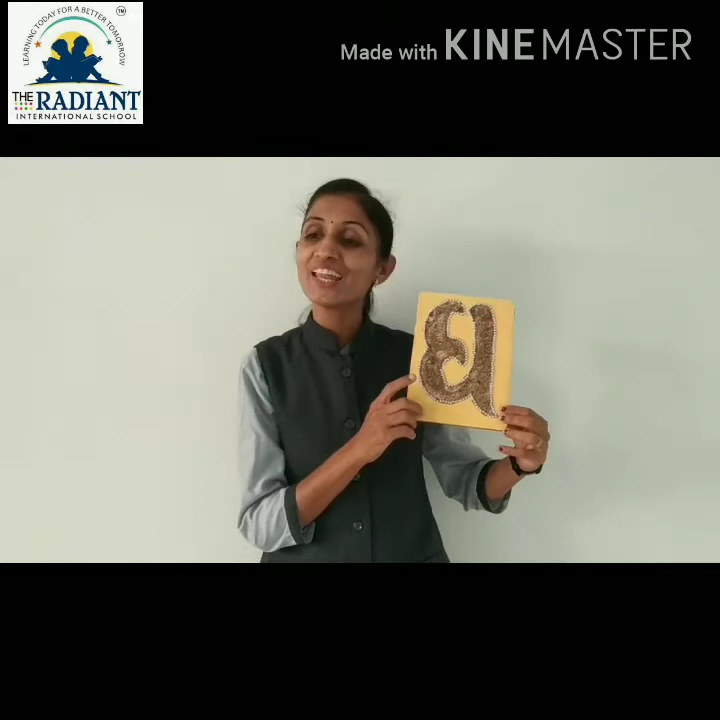 LEARNING TODAY FOR A BETTER TOMORROW
TM
THE RADIANT
INTERNATIONAL SCHOOL
Made with KINEMASTER
ઘ